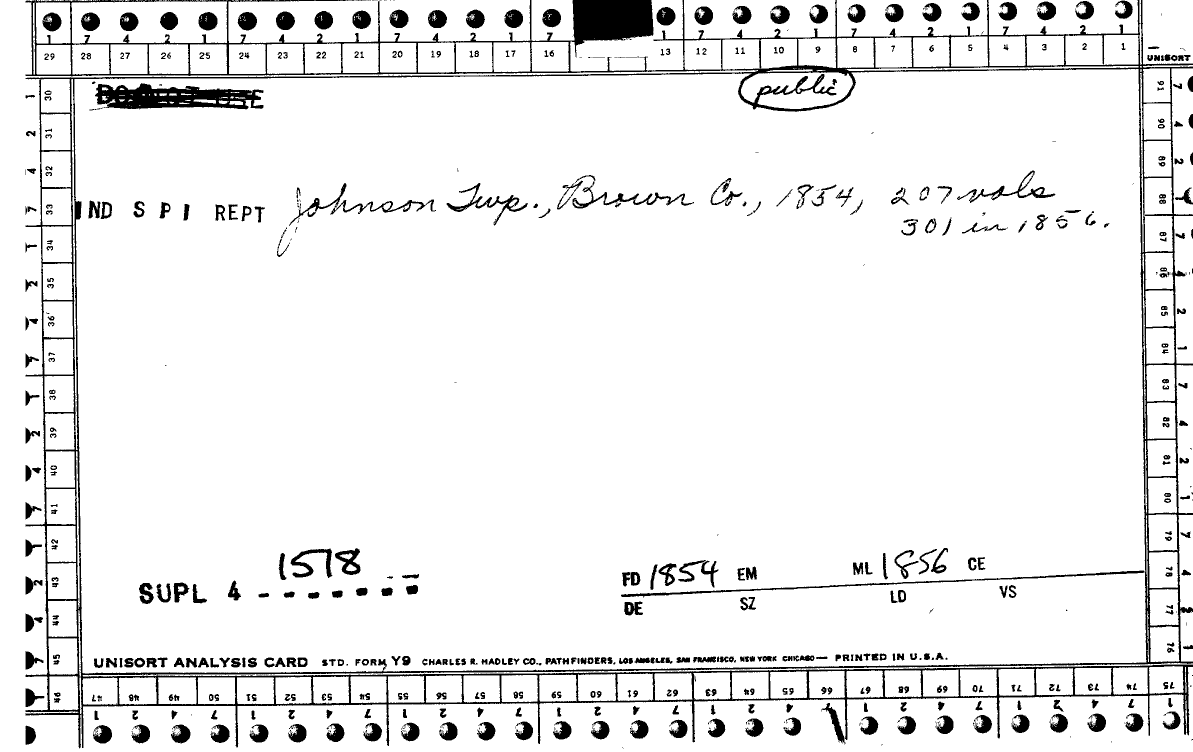 7 4 2 1 7 4 2 1 7 4 2 1 7 1 7 4 2 1 7 4 2 1 7 4 2 1
29 28 27 26 25 24 23 22 21 20 19 18 17 16 13 12 11 10 9 8 7 6 5 4 3 2 1
UNISORT
public
IND S P I REPT Johnson Twp., Brown Co., 1854, 207 vols
301 in 1856.
30 31 32 33 34 35 36 37 38 39 40 41 42 43 44 45 46
91 90 89 88 87 86 85 84 83 82 81 80 79 78 77 76 75
1578
SUPL 4 - - - - - - -
FD 1854 EM ML 1856 CE
DE SZ LD VS
UNISORT ANALYSIS CARD STD. FORM Y9 CHARLES R. HADLEY CO., PATHFINDERS, LOS ANGELES, SAN FRANCISCO, NEW YORK CHICAGO — PRINTED IN U.S.A.
47 48 49 50 51 52 53 54 55 56 57 58 59 60 61 62 63 64 65 66 67 68 69 70 71 72 73 74
1 2 4 7 1 2 4 7 1 2 4 7 1 2 4 7 1 2 4 7 1 2 4 7 1 2 4 7 1